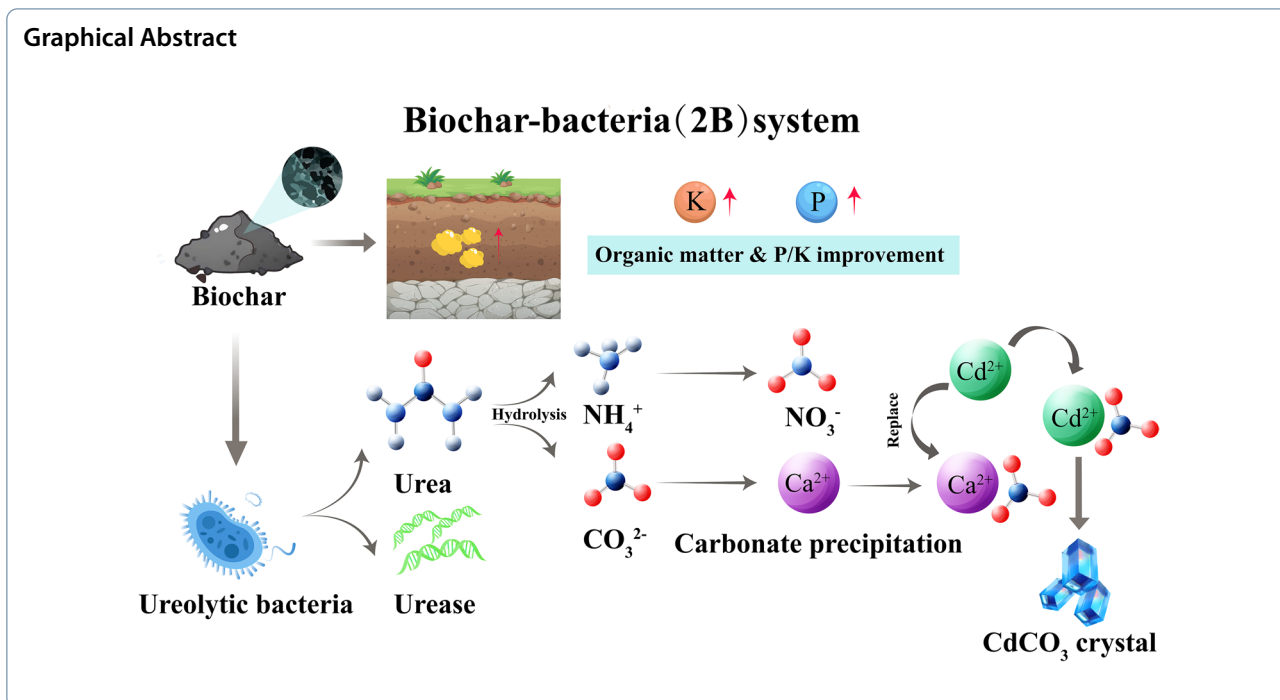 Graphical Abstract
Biochar-bacteria(2B)system
K
P
Organic matter & P/K improvement
Biochar
Hydrolysis
NH₄⁺
NO₃⁻
Replace
Cd²⁺
Cd²⁺
Urea
Ca²⁺
Ca²⁺
CO₃²⁻
Carbonate precipitation
Ureolytic bacteria
Urease
CdCO₃ crystal